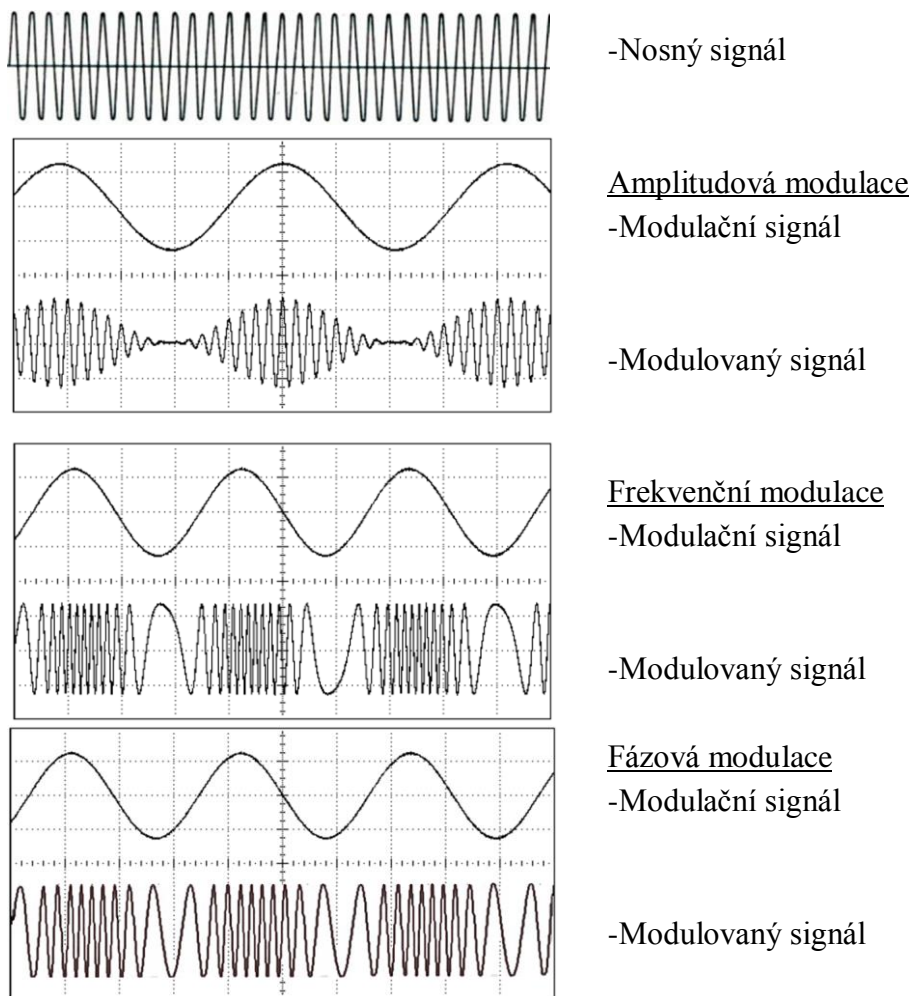 -Nosný signál
Amplitudová modulace
-Modulační signál
-Modulovaný signál
Frekvenční modulace
-Modulační signál
-Modulovaný signál
Fázová modulace
-Modulační signál
-Modulovaný signál